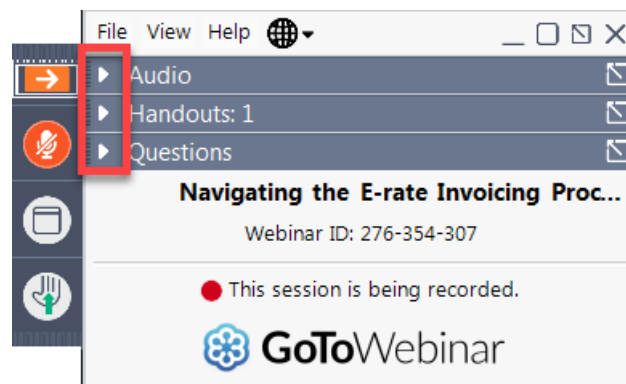 File View Help
Audio
Handouts: 1
Questions
Navigating the E-rate Invoicing Proc...
Webinar ID: 276-354-307
This session is being recorded.
GoToWebinar